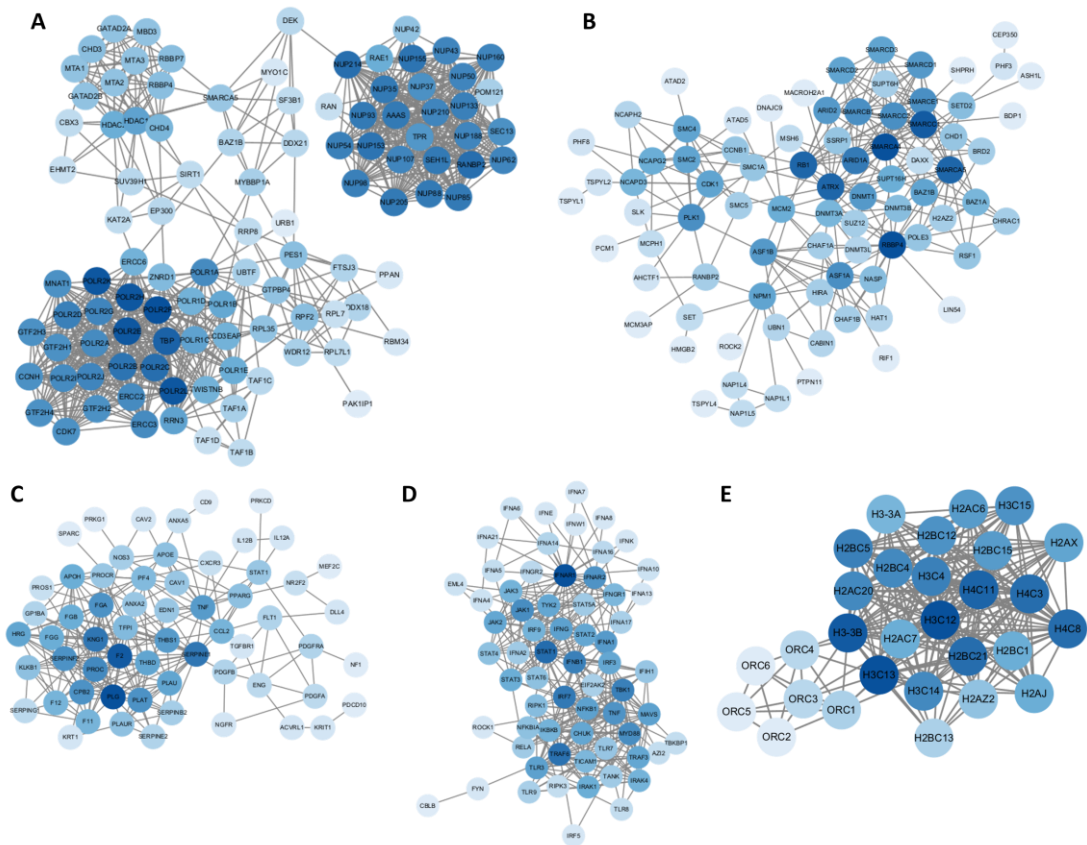 A
DEK
NUP42
GATAD2A
MBD3
RAE1
NUP155
NUP43
NUP160
CHD3
MTA3
RBBP7
NUP214
MTA1
MTA2
RBBP4
MYO1C
NUP35
NUP37
NUP50
POM121
GATAD2B
SMARCA5
SF3B1
RAN
NUP93
AAAS
NUP210
NUP133
CBX3
HDAC1
CHD4
NUP54
NUP153
TPR
NUP188
SEC13
EHMT2
BAZ1B
DDX21
NUP107
SEH1L
RANBP2
NUP62
SUV39H1
SIRT1
MYBBP1A
NUP98
NUP205
NUP88
NUP85
KAT2A
EP300
RRP8
URB1
ERCC6
ZNRD1
POLR1A
UBTF
PES1
FTSJ3
PPAN
MNAT1
POLR2K
POLR2H
POLR1D
POLR1B
GTPBP4
DDX18
POLR2D
POLR2G
RPL7
GTF2H3
POLR2E
TBP
CD3EAP
RPL35
RPF2
RBM34
GTF2H1
POLR2A
POLR1C
WDR12
RPL7L1
CCNH
POLR2I
POLR2J
POLR2B
POLR2C
POLR1E
TAF1C
PAK1IP1
GTF2H4
GTF2H2
ERCC2
POLR2L
TWISTNB
TAF1A
CDK7
ERCC3
RRN3
TAF1D
TAF1B
B
CEP350
SMARCD3
SMARCD2
SMARCD1
PHF3
ATAD2
SUPT6H
SHPRH
ASH1L
MACROH2A1
SMARCE1
NCAPH2
DNAJC9
ARID2
SETD2
ATAD5
SMARCB1
SMARCC2
SMARCC1
BDP1
SMC4
MSH6
SSRP1
CHD1
PHF8
CCNB1
SMARCA4
BRD2
NCAPG2
SMC2
SMC1A
RB1
ARID1A
DAXX
SMARCA5
TSPYL2
NCAPD3
CDK1
ATRX
SUPT16H
TSPYL1
DNMT1
BAZ1B
BAZ1A
SLK
PLK1
SMC5
MCM2
DNMT3A
DNMT3B
H2AZ2
CHRAC1
SUZ12
PCM1
MCPH1
CHAF1A
DNMT3L
RBBP4
POLE3
RSF1
AHCTF1
RANBP2
ASF1B
ASF1A
NASP
NPM1
HIRA
LIN54
MCM3AP
SET
UBN1
CHAF1B
HAT1
HMGB2
ROCK2
CABIN1
RIF1
PTPN11
NAP1L4
TSPYL4
NAP1L5
NAP1L1
C
CD9
PRKCD
PRKG1
CAV2
ANXA5
SPARC
IL12B
IL12A
NOS3
APOE
CXCR3
STAT1
MEF2C
APOH
PROCR
PF4
CAV1
NR2F2
PROS1
PPARG
GP1BA
FGA
ANXA2
EDN1
TNF
DLL4
FGB
TFPI
FLT1
HRG
FGG
KNG1
THBS1
CCL2
F2
SERPINE1
TGFBR1
PDGFRA
KLKB1
PROC
THBD
PDGFB
NF1
F12
CPB2
PLG
PLAT
PLAU
ENG
PDGFA
SERPING1
SERPINB2
PDCD10
F11
PLAUR
NGFR
ACVRL1
KRIT1
KRT1
SERPINE2
D
IFNA7
IFNA6
IFNE
IFNW1
IFNA8
IFNA21
IFNA14
IFNK
IFNA16
IFNA5
IFNGR2
IFNAR1
IFNAR2
IFNA10
EML4
JAK3
IFNGR1
IFNA4
JAK1
TYK2
STAT5A
IFNA13
JAK2
IFNG
IFNA17
IRF9
STAT2
IFNA1
STAT4
IFNA2
STAT1
IFNB1
IRF3
IFIH1
STAT3
STAT6
EIF2AK2
TBK1
RIPK1
IRF7
NFKB1
TNF
MAVS
ROCK1
NFKBIA
IKBKB
MYD88
RELA
CHUK
TLR7
TBKBP1
TRAF6
TICAM1
TRAF3
AZI2
TLR3
TANK
FYN
RIPK3
IRAK1
IRAK4
CBLB
TLR9
TLR8
IRF5
E
H3-3A
H2AC6
H3C15
H2BC5
H2BC12
H2BC15
H2AX
H2BC4
H3C4
H4C11
H4C3
H2AC20
H3C12
H3-3B
H4C8
H2AC7
ORC4
H2BC21
H2BC1
ORC6
H3C13
ORC3
H3C14
H2AZ2
H2AJ
ORC5
ORC1
ORC2
H2BC13